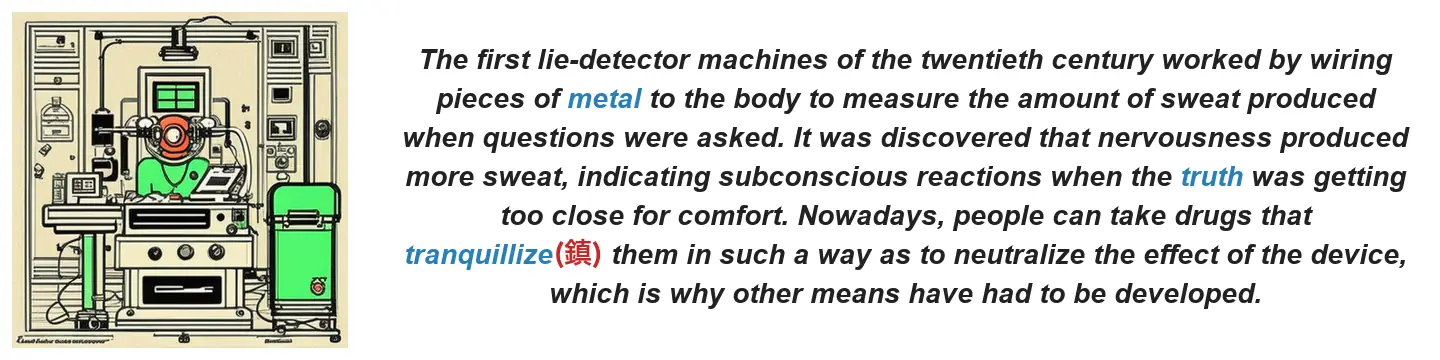 The first lie-detector machines of the twentieth century worked by wiring
pieces of metal to the body to measure the amount of sweat produced
when questions were asked. It was discovered that nervousness produced
more sweat, indicating subconscious reactions when the truth was getting
too close for comfort. Nowadays, people can take drugs that
tranquillize(鎮) them in such a way as to neutralize the effect of the device,
which is why other means have had to be developed.